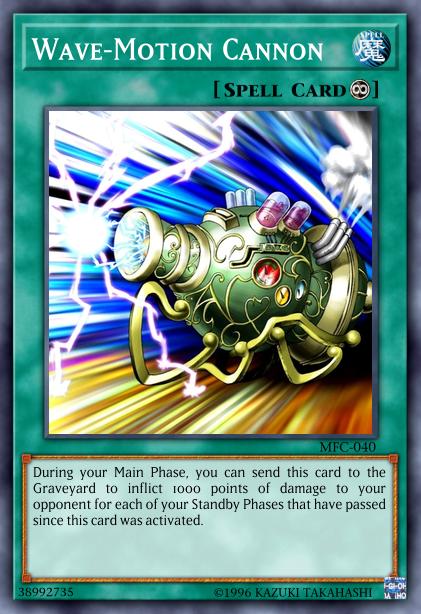 WAVE-MOTION CANNON
SPELL
魔
[SPELL CARD∞]
MFC-040
During your Main Phase, you can send this card to the
Graveyard to inflict 1000 points of damage to your
opponent for each of your Standby Phases that have passed
since this card was activated.
38992735
©1996 KAZUKI TAKAHASHI